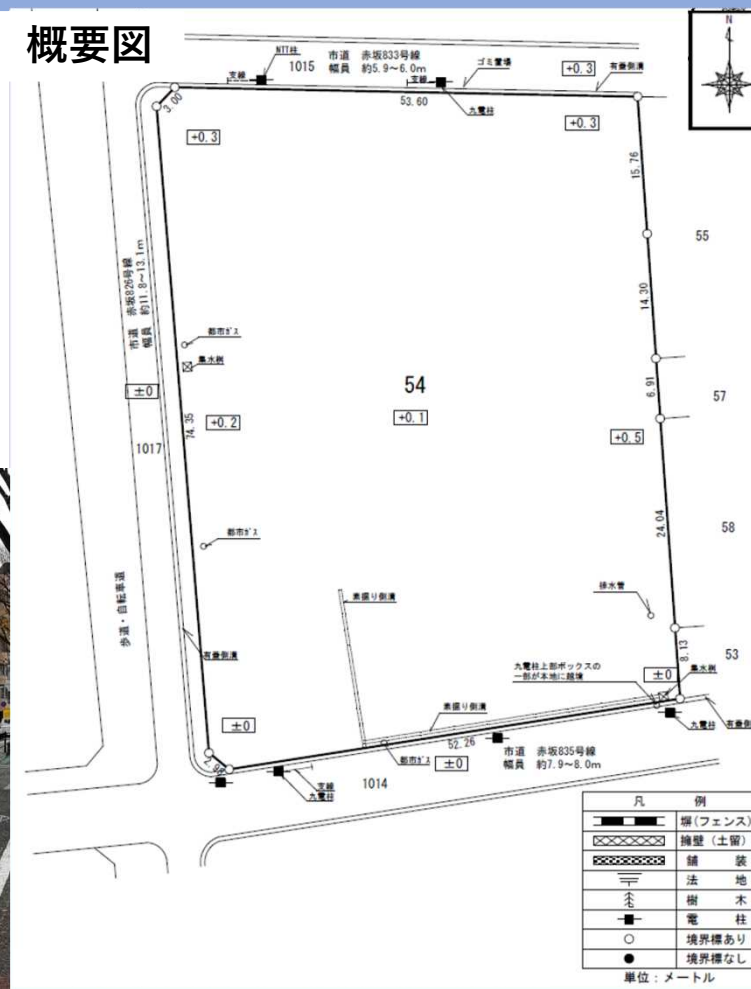 概要図
N
NTT柱
市道　赤坂833号線
幅員　約5.9～6.0m
1015
支線
支線
ゴミ置場
+0.3
有蓋側溝
九電柱
53.60
3.00
+0.3
+0.3
15.76
55
市道　赤坂826号線
幅員　約11.8～13.1m
14.30
都市ガス
集水桝
±0
54
+0.1
6.91
57
74.35
+0.2
+0.5
1017
24.04
58
都市ガス
歩道・自転車道
素掘り側溝
排水管
有蓋側溝
九電柱上部ボックスの
一部が本地に越境
8.13
53
±0
集水桝
素掘り側溝
±0
九電柱
有蓋側
2.98
52.26
都市ガス
±0
市道　赤坂835号線
幅員　約7.9～8.0m
支線
九電柱
1014
凡　例
塀(フェンス)
擁壁（土留）
舗　装
法　地
樹　木
電　柱
境界標あり
境界標なし
単位：メートル